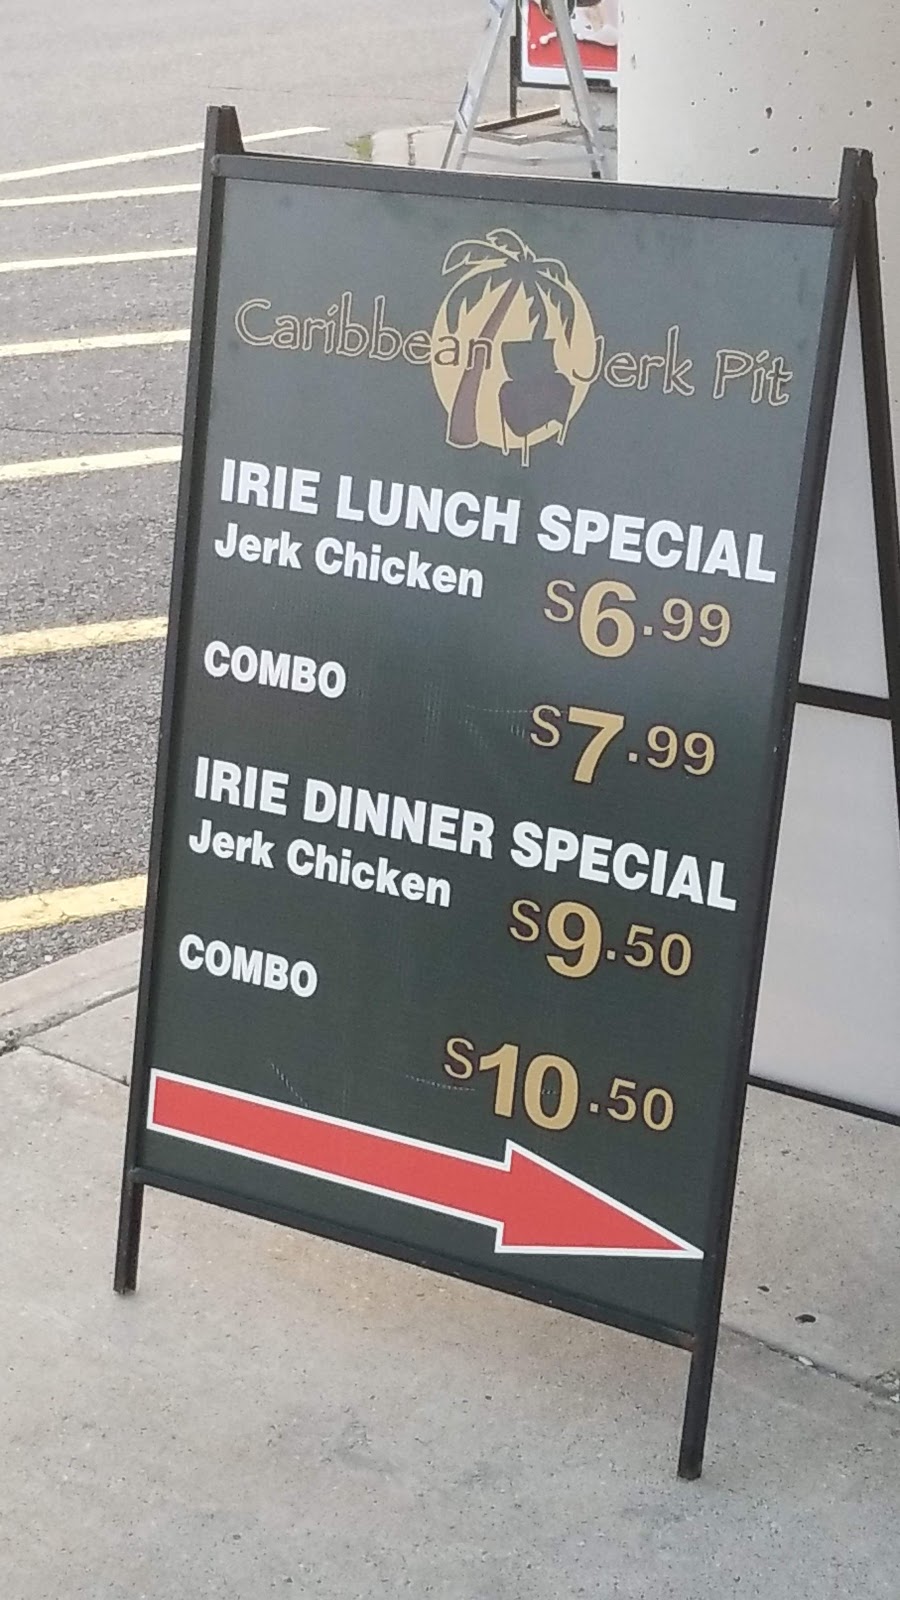 Caribbean Jerk Pit
IRIE LUNCH SPECIAL
Jerk Chicken
$6.99
COMBO
$7.99
IRIE DINNER SPECIAL
Jerk Chicken
$9.50
COMBO
$10.50